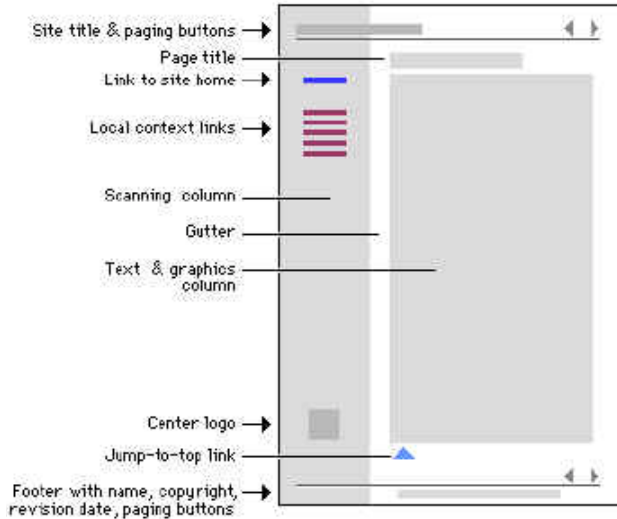 Site title & paging buttons
Page title
Link to site home
Local context links
Scanning column
Gutter
Text & graphics
column
Center logo
Jump-to-top link
Footer with name, copyright,
revision date, paging buttons